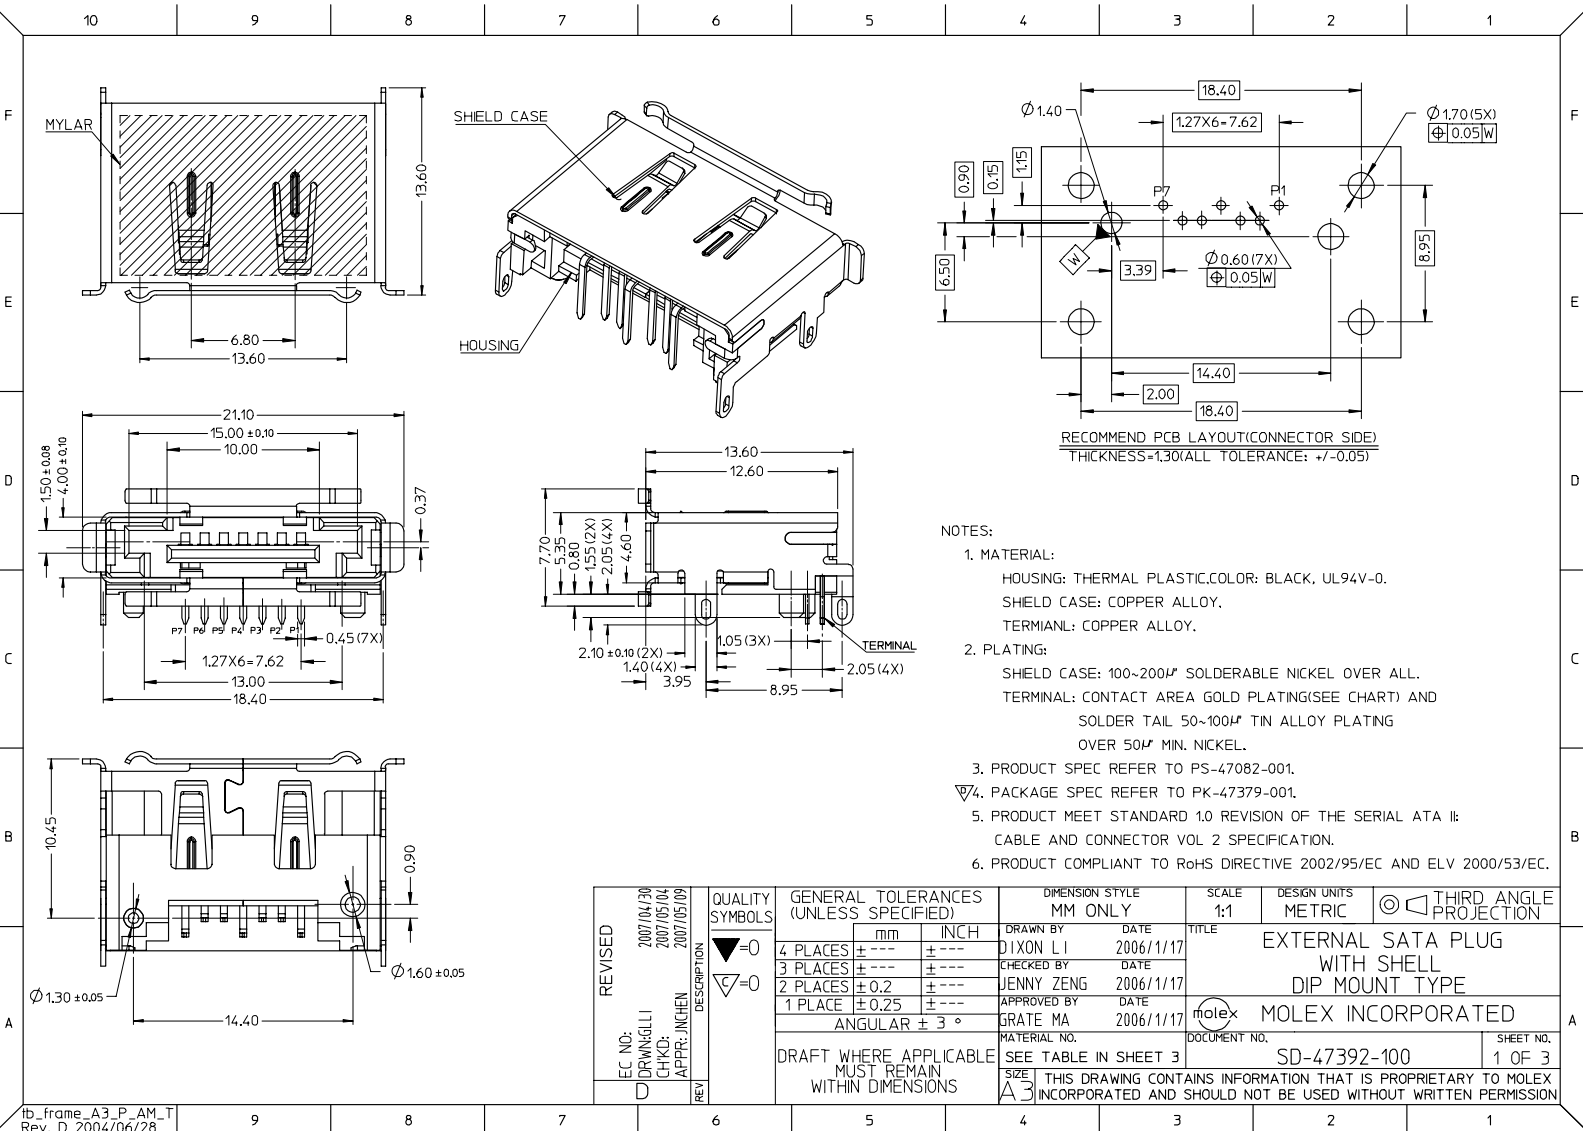 10 9 8 7 6 5 4 3 2 1
F
E
D
C
B
A
F
E
D
C
B
A
MYLAR
13.60
6.80
13.60
SHIELD CASE
HOUSING
18.40
Ø1.40
1.27X6=7.62
Ø1.70(5X)
⌖ 0.05 W
0.90
0.15
1.15
P7
P1
W
3.39
Ø0.60(7X)
⌖ 0.05 W
6.50
8.95
14.40
2.00
18.40
RECOMMEND PCB LAYOUT(CONNECTOR SIDE)
THICKNESS=1.30(ALL TOLERANCE: +/-0.05)
21.10
15.00 ±0.10
10.00
1.50 ±0.08
4.00 ±0.10
0.37
P7 P6 P5 P4 P3 P2 P1
0.45(7X)
1.27X6=7.62
13.00
18.40
13.60
12.60
7.70
5.35
0.80
1.55(2X)
2.05(4X)
4.60
TERMINAL
1.05(3X)
2.10 ±0.10(2X)
1.40(4X)
2.05(4X)
3.95
8.95
10.45
0.90
Ø1.60 ±0.05
Ø1.30 ±0.05
14.40
NOTES:
1. MATERIAL:
HOUSING: THERMAL PLASTIC,COLOR: BLACK, UL94V-0.
SHIELD CASE: COPPER ALLOY.
TERMIANL: COPPER ALLOY.
2. PLATING:
SHIELD CASE: 100~200μ" SOLDERABLE NICKEL OVER ALL.
TERMINAL: CONTACT AREA GOLD PLATING(SEE CHART) AND
SOLDER TAIL 50~100μ" TIN ALLOY PLATING
OVER 50μ" MIN. NICKEL.
3. PRODUCT SPEC REFER TO PS-47082-001.
D 4. PACKAGE SPEC REFER TO PK-47379-001.
5. PRODUCT MEET STANDARD 1.0 REVISION OF THE SERIAL ATA II:
CABLE AND CONNECTOR VOL 2 SPECIFICATION.
6. PRODUCT COMPLIANT TO RoHS DIRECTIVE 2002/95/EC AND ELV 2000/53/EC.
REVISED
EC NO:
DRWN:GLLI 2007/04/30
CH'KD: 2007/05/04
APPR: JNCHEN 2007/05/09
D
DESCRIPTION
REV
QUALITY
SYMBOLS
=0
C =0
GENERAL TOLERANCES
(UNLESS SPECIFIED)
mm INCH
4 PLACES ± --- ± ---
3 PLACES ± --- ± ---
2 PLACES ± 0.2 ± ---
1 PLACE ± 0.25 ± ---
ANGULAR ± 3 °
DRAFT WHERE APPLICABLE
MUST REMAIN
WITHIN DIMENSIONS
DIMENSION STYLE
MM ONLY
SCALE
1:1
DESIGN UNITS
METRIC
THIRD ANGLE
PROJECTION
DRAWN BY DATE
DIXON LI 2006/1/17
CHECKED BY DATE
JENNY ZENG 2006/1/17
APPROVED BY DATE
GRATE MA 2006/1/17
TITLE
EXTERNAL SATA PLUG
WITH SHELL
DIP MOUNT TYPE
molex MOLEX INCORPORATED
MATERIAL NO.
SEE TABLE IN SHEET 3
DOCUMENT NO.
SD-47392-100
SHEET NO.
1 OF 3
SIZE
A3
THIS DRAWING CONTAINS INFORMATION THAT IS PROPRIETARY TO MOLEX
INCORPORATED AND SHOULD NOT BE USED WITHOUT WRITTEN PERMISSION
tb_frame_A3_P_AM_T
Rev. D 2004/06/28
9 8 7 6 5 4 3 2 1